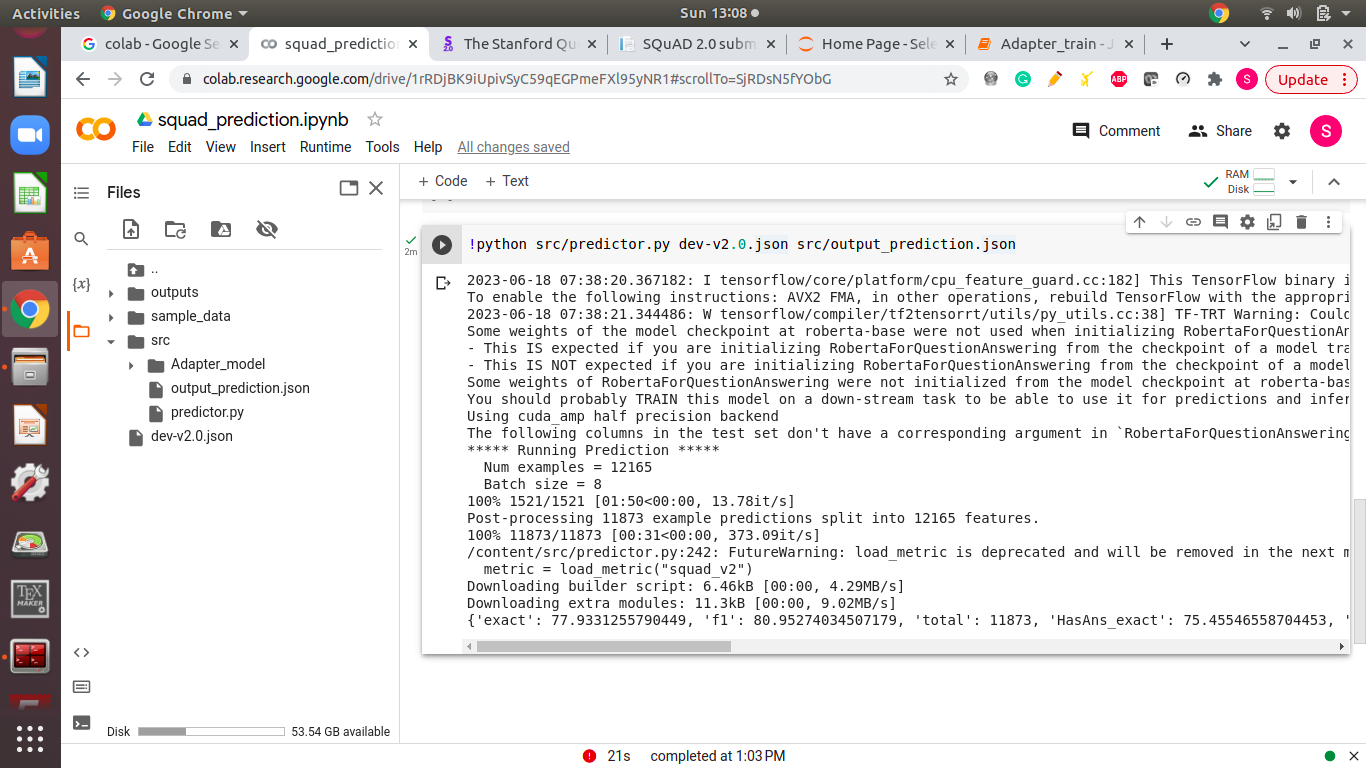 Activities
Google Chrome
Sun 13:08
colab - Google Se
squad_prediction
The Stanford Qu
SQuAD 2.0 subm
Home Page - Sele
Adapter_train - J
colab.research.google.com/drive/1rRDjBK9iUpivSyC59qEGPmeFXl95yNR1#scrollTo=SjRDsN5fYObG
ABP
S
Update
squad_prediction.ipynb
File Edit View Insert Runtime Tools Help All changes saved
Comment
Share
S
Files
+ Code + Text
RAM
Disk
{x}
..
outputs
sample_data
src
Adapter_model
output_prediction.json
predictor.py
dev-v2.0.json
Disk
53.54 GB available
2m
!python src/predictor.py dev-v2.0.json src/output_prediction.json
2023-06-18 07:38:20.367182: I tensorflow/core/platform/cpu_feature_guard.cc:182] This TensorFlow binary i
To enable the following instructions: AVX2 FMA, in other operations, rebuild TensorFlow with the appropri
2023-06-18 07:38:21.344486: W tensorflow/compiler/tf2tensorrt/utils/py_utils.cc:38] TF-TRT Warning: Could
Some weights of the model checkpoint at roberta-base were not used when initializing RobertaForQuestionAn
- This IS expected if you are initializing RobertaForQuestionAnswering from the checkpoint of a model tra
- This IS NOT expected if you are initializing RobertaForQuestionAnswering from the checkpoint of a model
Some weights of RobertaForQuestionAnswering were not initialized from the model checkpoint at roberta-bas
You should probably TRAIN this model on a down-stream task to be able to use it for predictions and infer
Using cuda_amp half precision backend
The following columns in the test set don't have a corresponding argument in `RobertaForQuestionAnswering
***** Running Prediction *****
Num examples = 12165
Batch size = 8
100% 1521/1521 [01:50<00:00, 13.78it/s]
Post-processing 11873 example predictions split into 12165 features.
100% 11873/11873 [00:31<00:00, 373.09it/s]
/content/src/predictor.py:242: FutureWarning: load_metric is deprecated and will be removed in the next m
metric = load_metric("squad_v2")
Downloading builder script: 6.46kB [00:00, 4.29MB/s]
Downloading extra modules: 11.3kB [00:00, 9.02MB/s]
{'exact': 77.9331255790449, 'f1': 80.95274034507179, 'total': 11873, 'HasAns_exact': 75.45546558704453, '
TEX
MAKER
21s completed at 1:03 PM